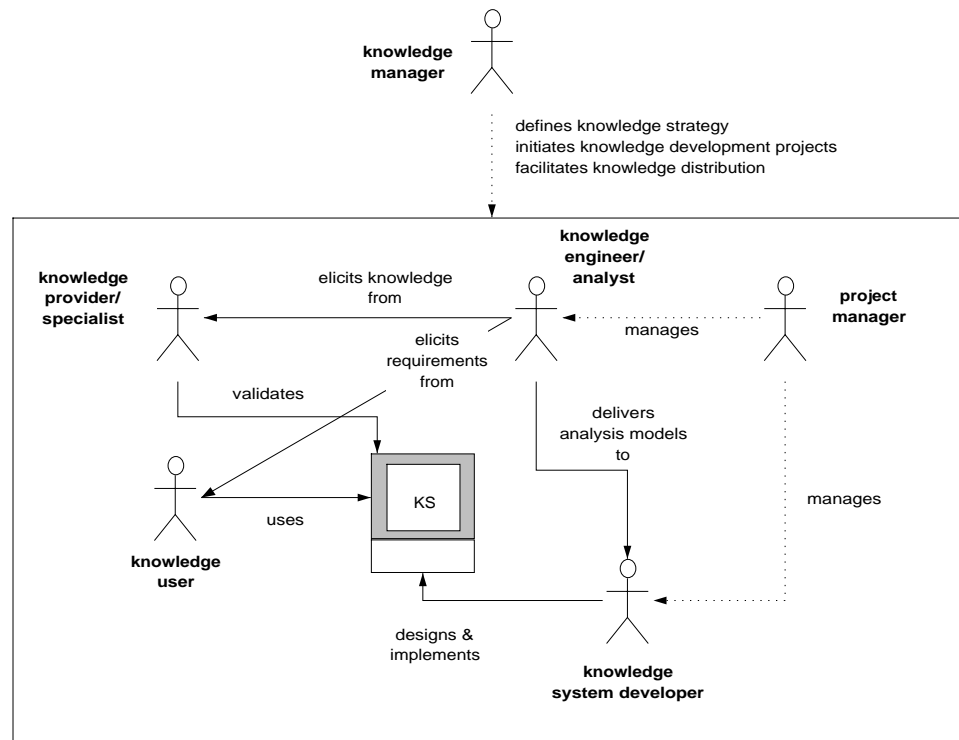 knowledge
manager
defines knowledge strategy
initiates knowledge development projects
facilitates knowledge distribution
knowledge
provider/
specialist
elicits knowledge
from
knowledge
engineer/
analyst
project
manager
manages
elicits
requirements
from
validates
delivers
analysis models
to
KS
uses
manages
knowledge
user
designs &
implements
knowledge
system developer